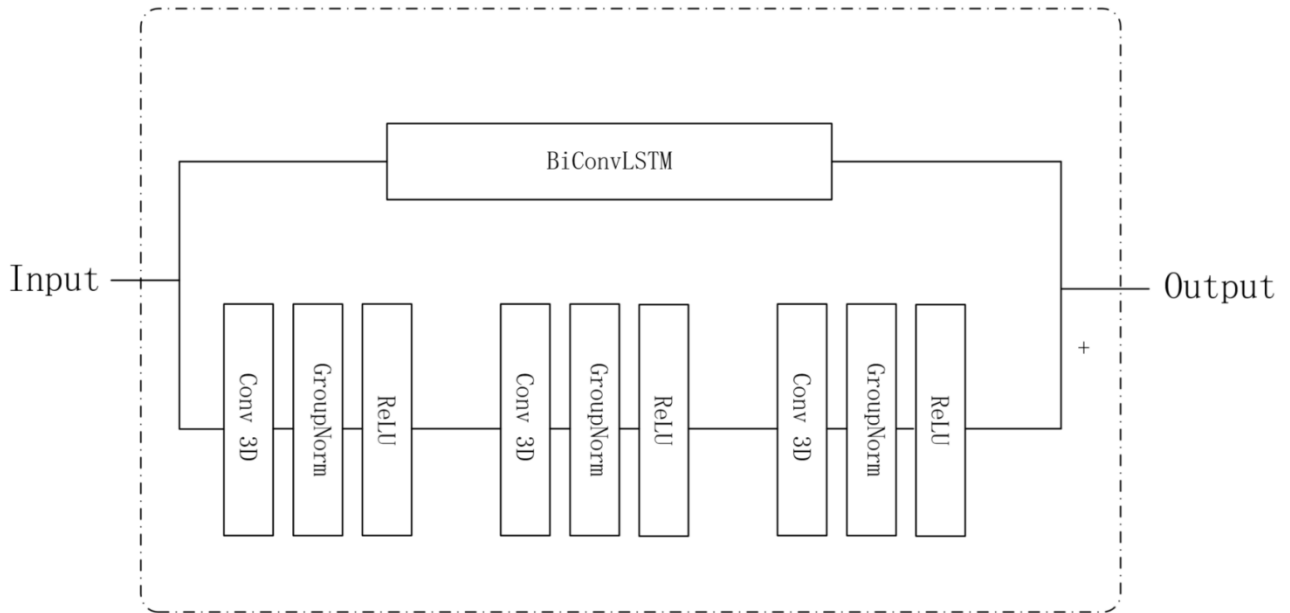 BiConvLSTM
Input
Output
+
Conv 3D
GroupNorm
ReLU
Conv 3D
GroupNorm
ReLU
Conv 3D
GroupNorm
ReLU